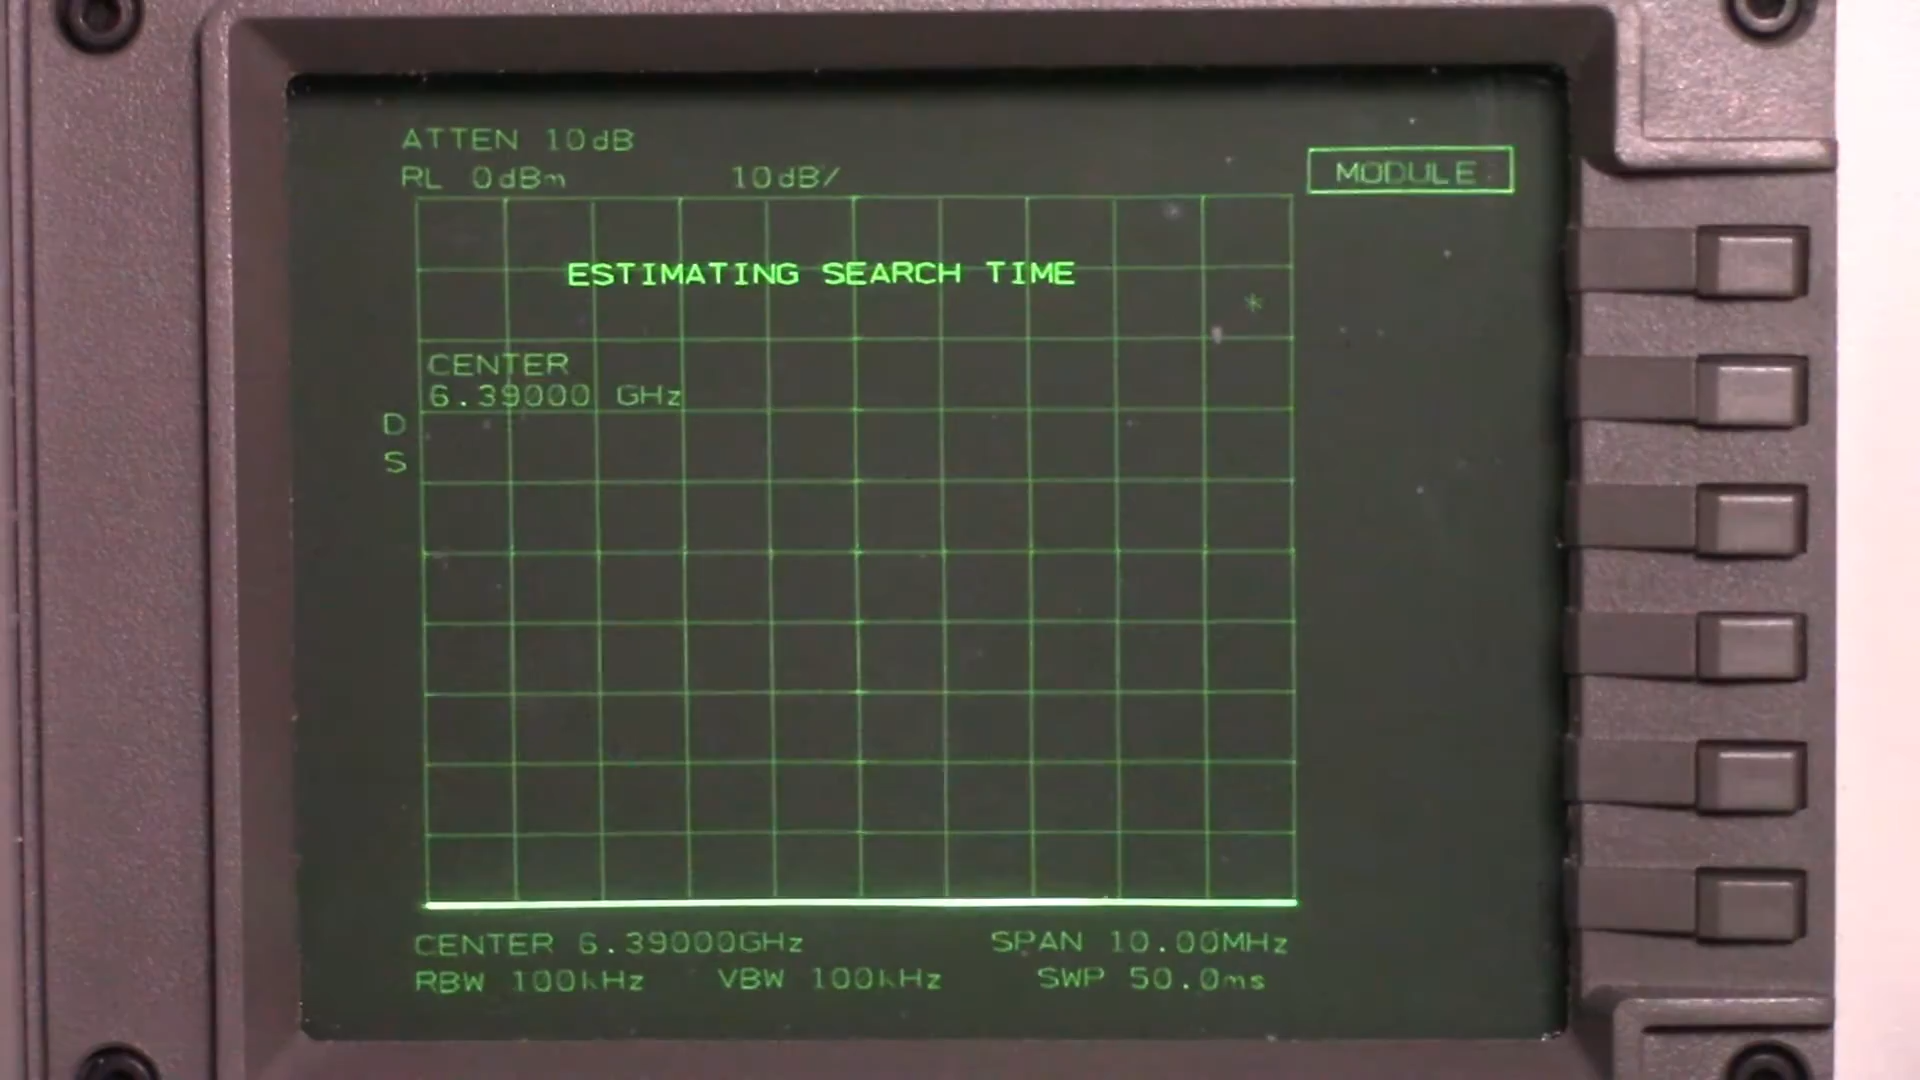 ATTEN 10dB
RL 0dBm 10dB/
MODULE
ESTIMATING SEARCH TIME
*
CENTER
6.39000 GHz
D
S
CENTER 6.39000GHz SPAN 10.00MHz
RBW 100kHz VBW 100kHz SWP 50.0ms